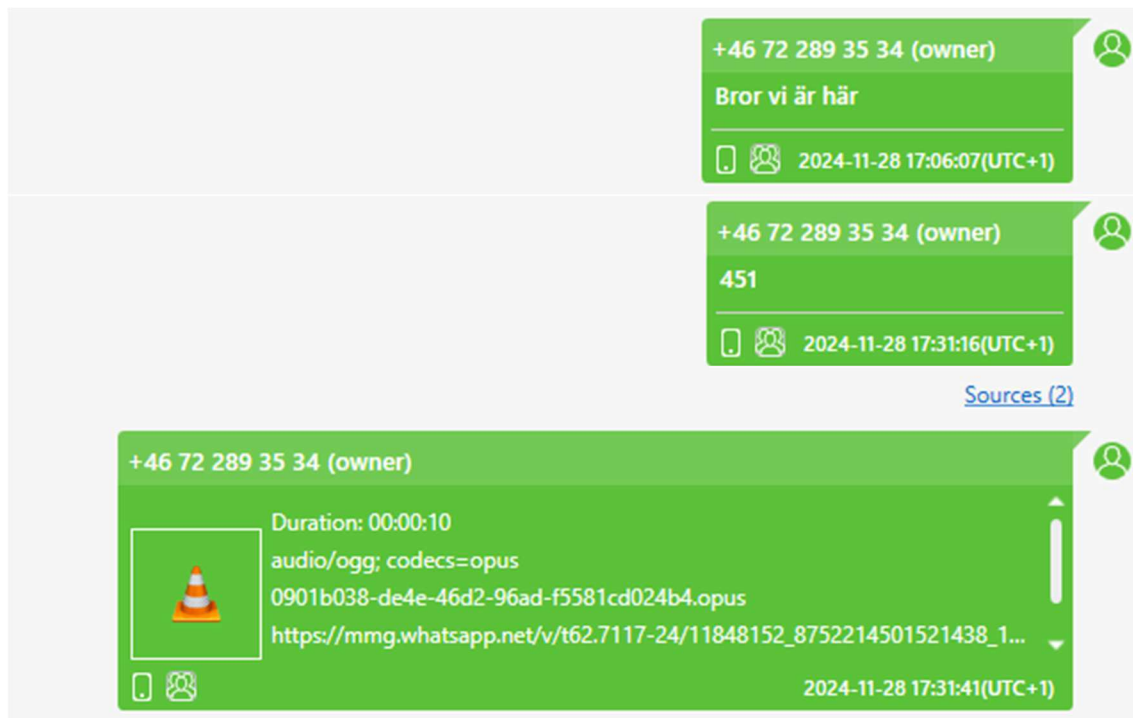 +46 72 289 35 34 (owner)
Bror vi är här
2024-11-28 17:06:07(UTC+1)
+46 72 289 35 34 (owner)
451
2024-11-28 17:31:16(UTC+1)
Sources (2)
+46 72 289 35 34 (owner)
Duration: 00:00:10
audio/ogg; codecs=opus
0901b038-de4e-46d2-96ad-f5581cd024b4.opus
https://mmg.whatsapp.net/v/t62.7117-24/11848152_8752214501521438_1...
2024-11-28 17:31:41(UTC+1)